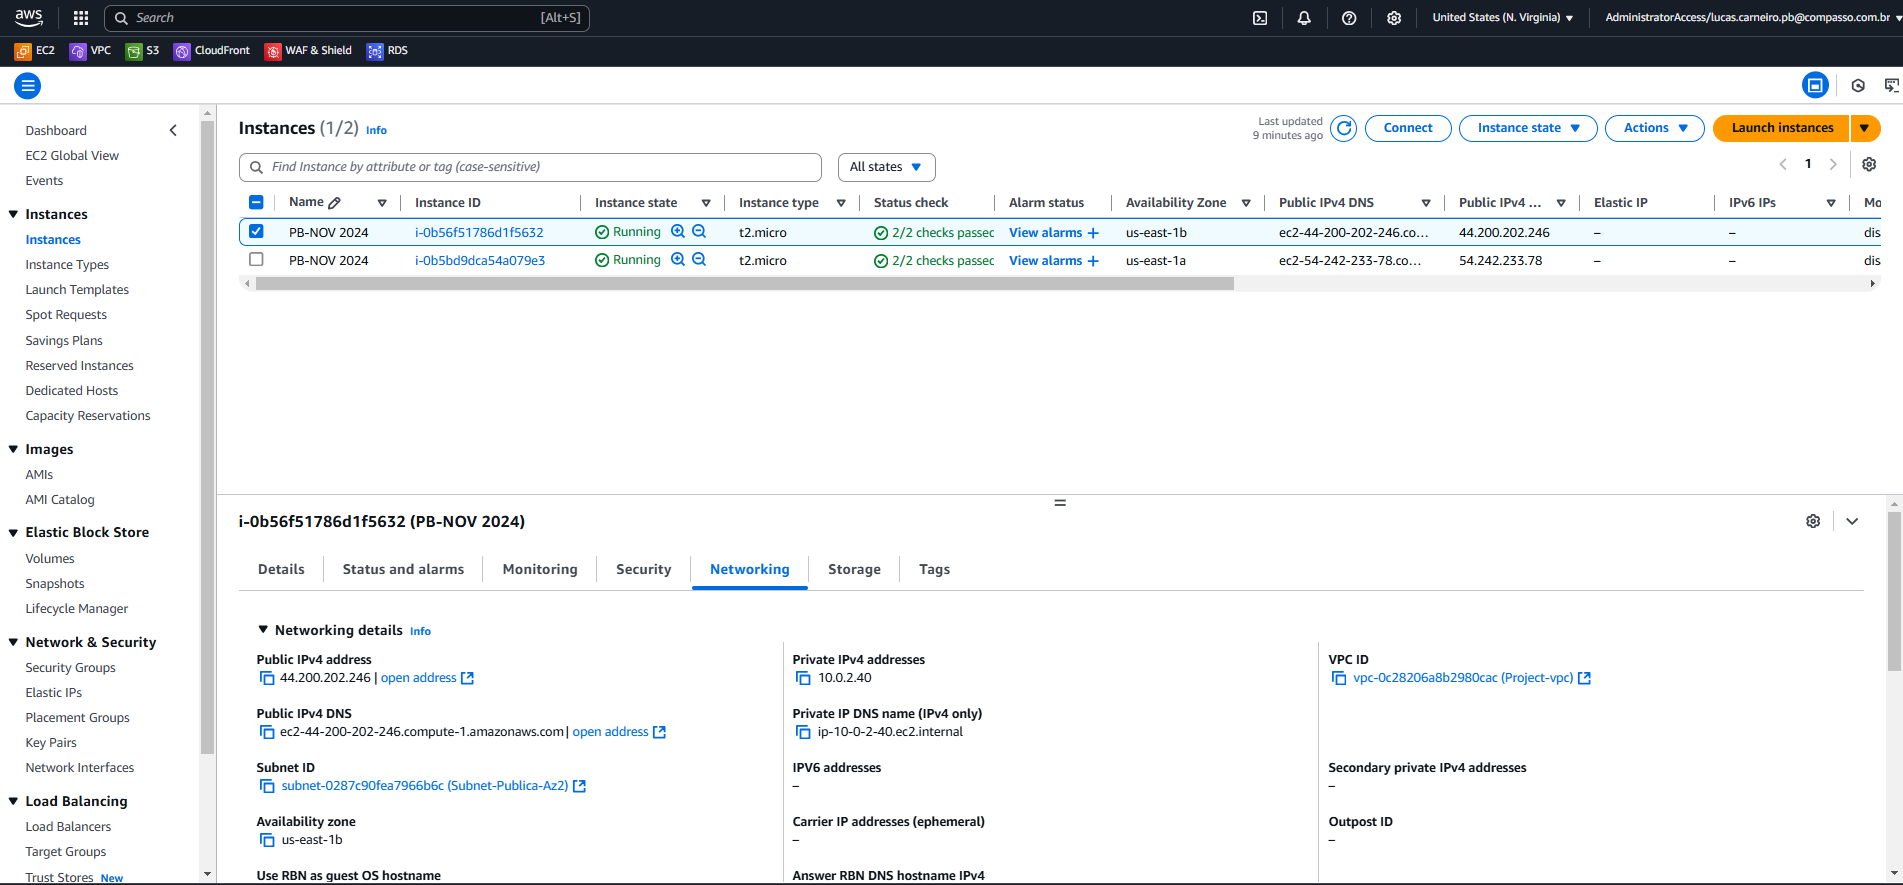 aws
Search [Alt+S]
United States (N. Virginia)
AdministratorAccess/lucas.carneiro.pb@compasso.com.br
EC2 VPC S3 CloudFront WAF & Shield RDS
Dashboard
EC2 Global View
Events
Instances
Instances
Instance Types
Launch Templates
Spot Requests
Savings Plans
Reserved Instances
Dedicated Hosts
Capacity Reservations
Images
AMIs
AMI Catalog
Elastic Block Store
Volumes
Snapshots
Lifecycle Manager
Network & Security
Security Groups
Elastic IPs
Placement Groups
Key Pairs
Network Interfaces
Load Balancing
Load Balancers
Target Groups
Trust Stores New
Instances (1/2) Info
Last updated
9 minutes ago
Connect
Instance state
Actions
Launch instances
Find Instance by attribute or tag (case-sensitive)
All states
1
Name Instance ID Instance state Instance type Status check Alarm status Availability Zone Public IPv4 DNS Public IPv4 ... Elastic IP IPv6 IPs Mo
PB-NOV 2024 i-0b56f51786d1f5632 Running t2.micro 2/2 checks passec View alarms + us-east-1b ec2-44-200-202-246.co... 44.200.202.246 – – dis
PB-NOV 2024 i-0b5bd9dca54a079e3 Running t2.micro 2/2 checks passec View alarms + us-east-1a ec2-54-242-233-78.co... 54.242.233.78 – – dis
i-0b56f51786d1f5632 (PB-NOV 2024)
Details Status and alarms Monitoring Security Networking Storage Tags
Networking details Info
Public IPv4 address
44.200.202.246 | open address
Public IPv4 DNS
ec2-44-200-202-246.compute-1.amazonaws.com | open address
Subnet ID
subnet-0287c90fea7966b6c (Subnet-Publica-Az2)
Availability zone
us-east-1b
Use RBN as guest OS hostname
Private IPv4 addresses
10.0.2.40
Private IP DNS name (IPv4 only)
ip-10-0-2-40.ec2.internal
IPV6 addresses
–
Carrier IP addresses (ephemeral)
–
Answer RBN DNS hostname IPv4
VPC ID
vpc-0c28206a8b2980cac (Project-vpc)
Secondary private IPv4 addresses
–
Outpost ID
–